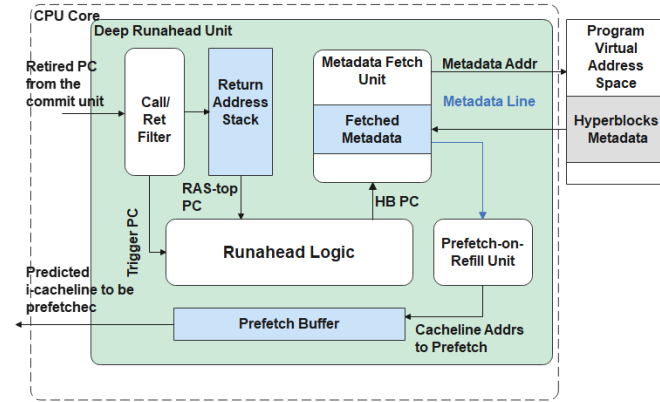 CPU Core
Deep Runahead Unit
Retired PC
from the
commit unit
Call/
Ret
Filter
Return
Address
Stack
Metadata Fetch
Unit
Fetched
Metadata
Metadata Addr
Metadata Line
Program
Virtual
Address
Space
Hyperblocks
Metadata
RAS-top
PC
HB PC
Trigger PC
Runahead Logic
Prefetch-on-
Refill Unit
Predicted
i-cacheline to be
prefetchec
Prefetch Buffer
Cacheline Addrs
to Prefetch